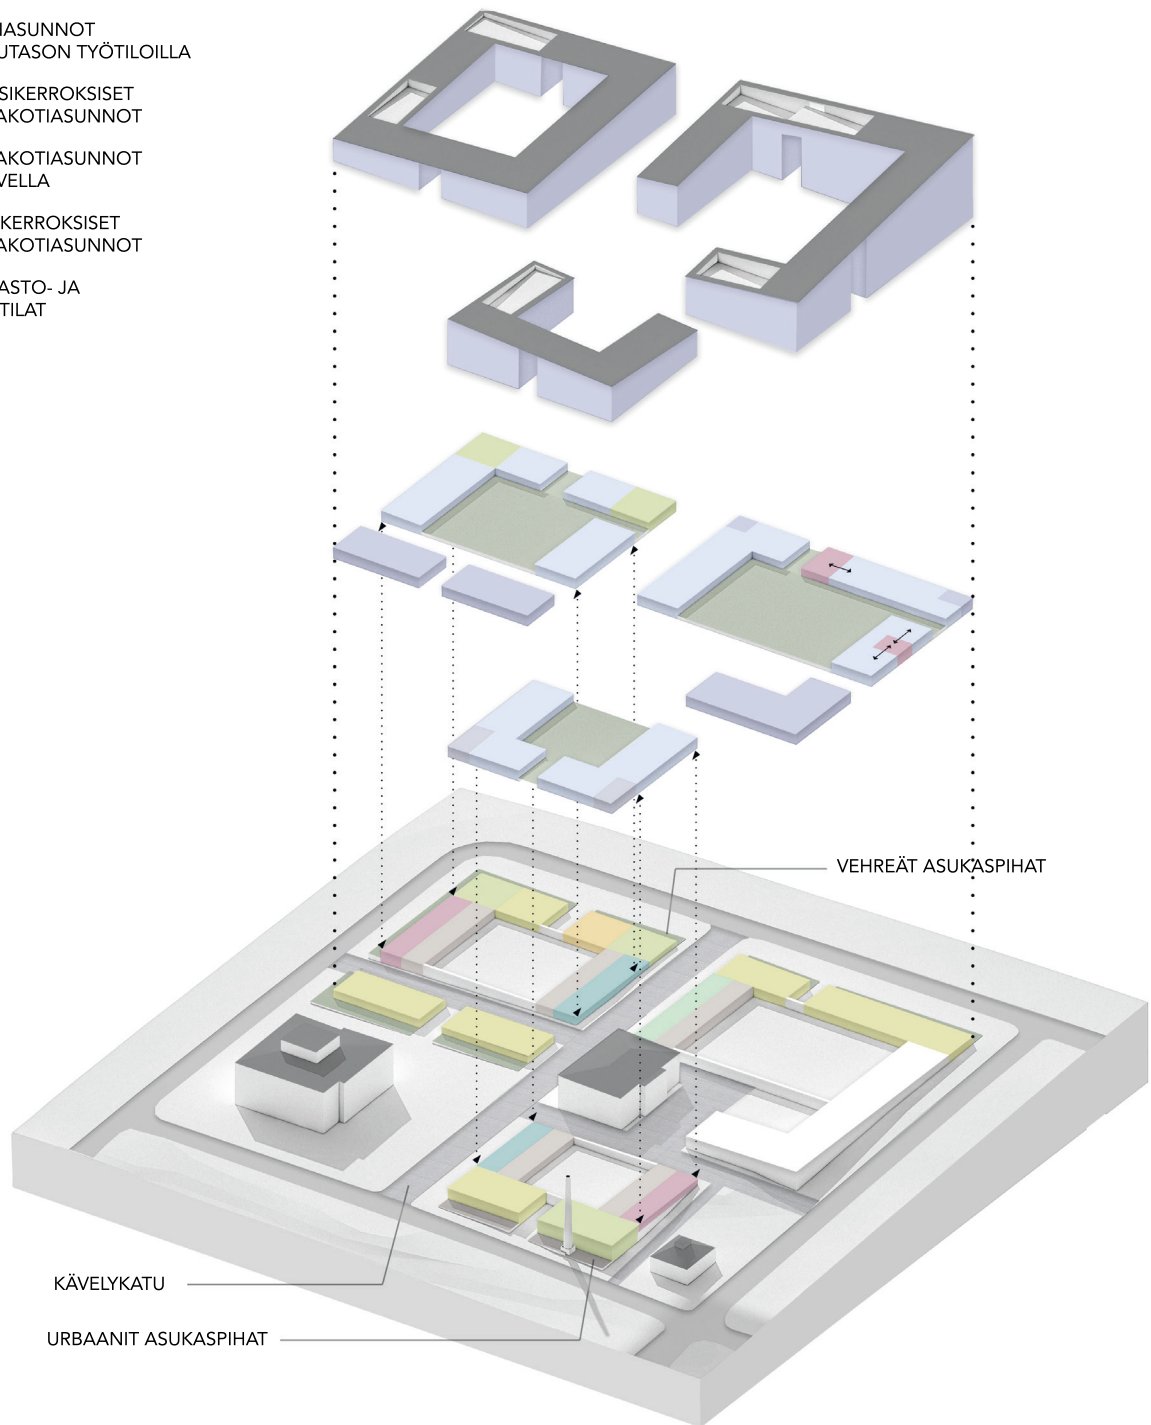 IASUNNOT
UTASON TYÖTILOILLA
SIKERROKSISET
AKOTIASUNNOT
AKOTIASUNNOT
VELLA
KERROKSISET
AKOTIASUNNOT
ASTO- JA
TILAT
VEHREÄT ASUKASPIHAT
KÄVELYKATU
URBAANIT ASUKASPIHAT